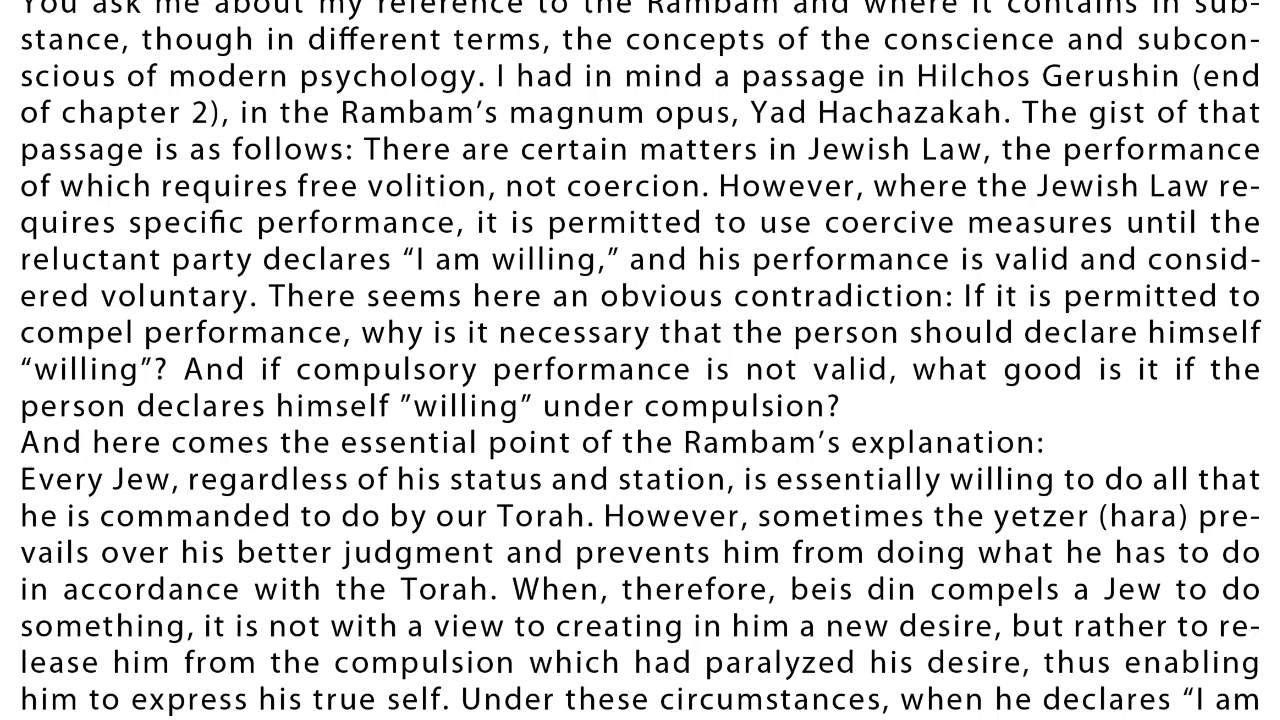 You ask me about my reference to the Rambam and where it contains in sub-
stance, though in different terms, the concepts of the conscience and subcon-
scious of modern psychology. I had in mind a passage in Hilchos Gerushin (end
of chapter 2), in the Rambam’s magnum opus, Yad Hachazakah. The gist of that
passage is as follows: There are certain matters in Jewish Law, the performance
of which requires free volition, not coercion. However, where the Jewish Law re-
quires specific performance, it is permitted to use coercive measures until the
reluctant party declares “I am willing,” and his performance is valid and consid-
ered voluntary. There seems here an obvious contradiction: If it is permitted to
compel performance, why is it necessary that the person should declare himself
“willing”? And if compulsory performance is not valid, what good is it if the
person declares himself ”willing” under compulsion?
And here comes the essential point of the Rambam’s explanation:
Every Jew, regardless of his status and station, is essentially willing to do all that
he is commanded to do by our Torah. However, sometimes the yetzer (hara) pre-
vails over his better judgment and prevents him from doing what he has to do
in accordance with the Torah. When, therefore, beis din compels a Jew to do
something, it is not with a view to creating in him a new desire, but rather to re-
lease him from the compulsion which had paralyzed his desire, thus enabling
him to express his true self. Under these circumstances, when he declares “I am